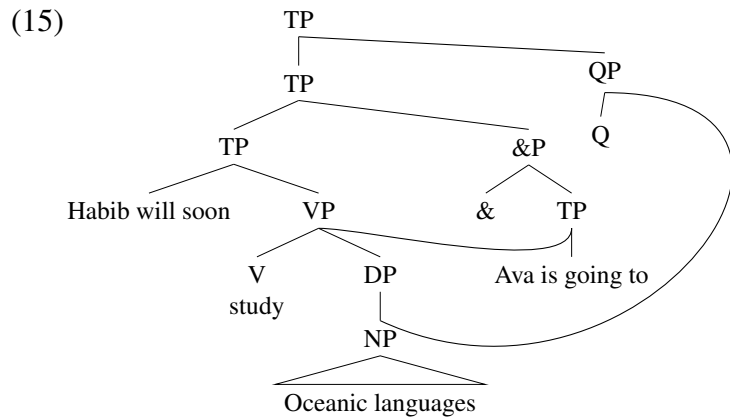 (15)
TP
TP QP
TP &P Q
Habib will soon VP & TP
V DP Ava is going to
study
NP
Oceanic languages